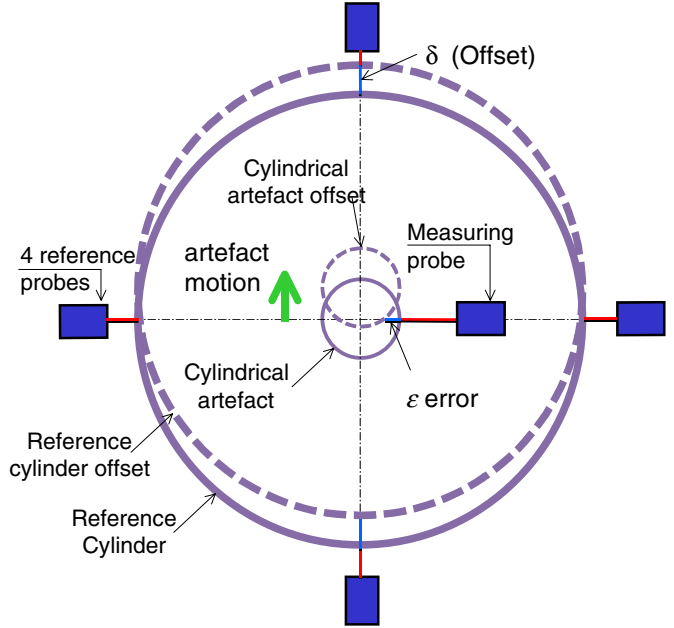 δ (Offset)
Cylindrical
artefact offset
Measuring
probe
4 reference
probes
artefact
motion
Cylindrical
artefact
ε error
Reference
cylinder offset
Reference
Cylinder